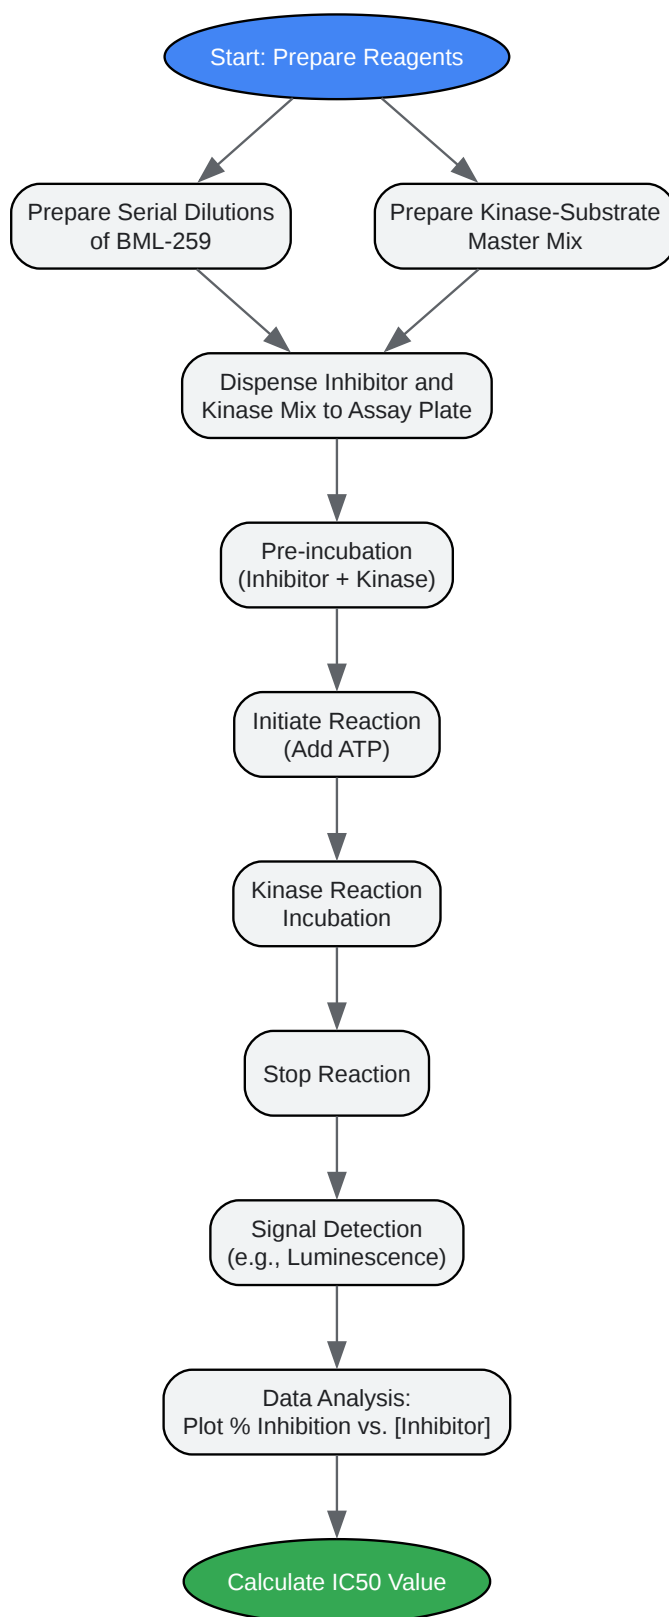 Start: Prepare Reagents
Prepare Serial Dilutions
of BML-259
Prepare Kinase-Substrate
Master Mix
Dispense Inhibitor and
Kinase Mix to Assay Plate
Pre-incubation
(Inhibitor + Kinase)
Initiate Reaction
(Add ATP)
Kinase Reaction
Incubation
Stop Reaction
Signal Detection
(e.g., Luminescence)
Data Analysis:
Plot % Inhibition vs. [Inhibitor]
Calculate IC50 Value